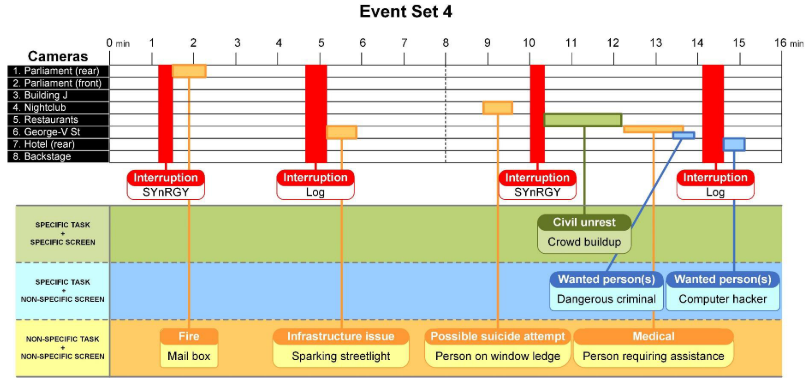 Event Set 4
Cameras
0 min 1 2 3 4 5 6 7 8 min 9 10 11 12 13 14 15 16 min
1. Parliament (rear)
2. Parliament (front)
3. Building J
4. Nightclub
5. Restaurants
6. George-V St
7. Hotel (rear)
8. Backstage
Interruption
SYnRGY
Interruption
Log
Interruption
SYnRGY
Interruption
Log
SPECIFIC TASK
+
SPECIFIC SCREEN
Civil unrest
Crowd buildup
SPECIFIC TASK
+
NON-SPECIFIC SCREEN
Wanted person(s)
Dangerous criminal
Wanted person(s)
Computer hacker
NON-SPECIFIC TASK
+
NON-SPECIFIC SCREEN
Fire
Mail box
Infrastructure issue
Sparking streetlight
Possible suicide attempt
Person on window ledge
Medical
Person requiring assistance